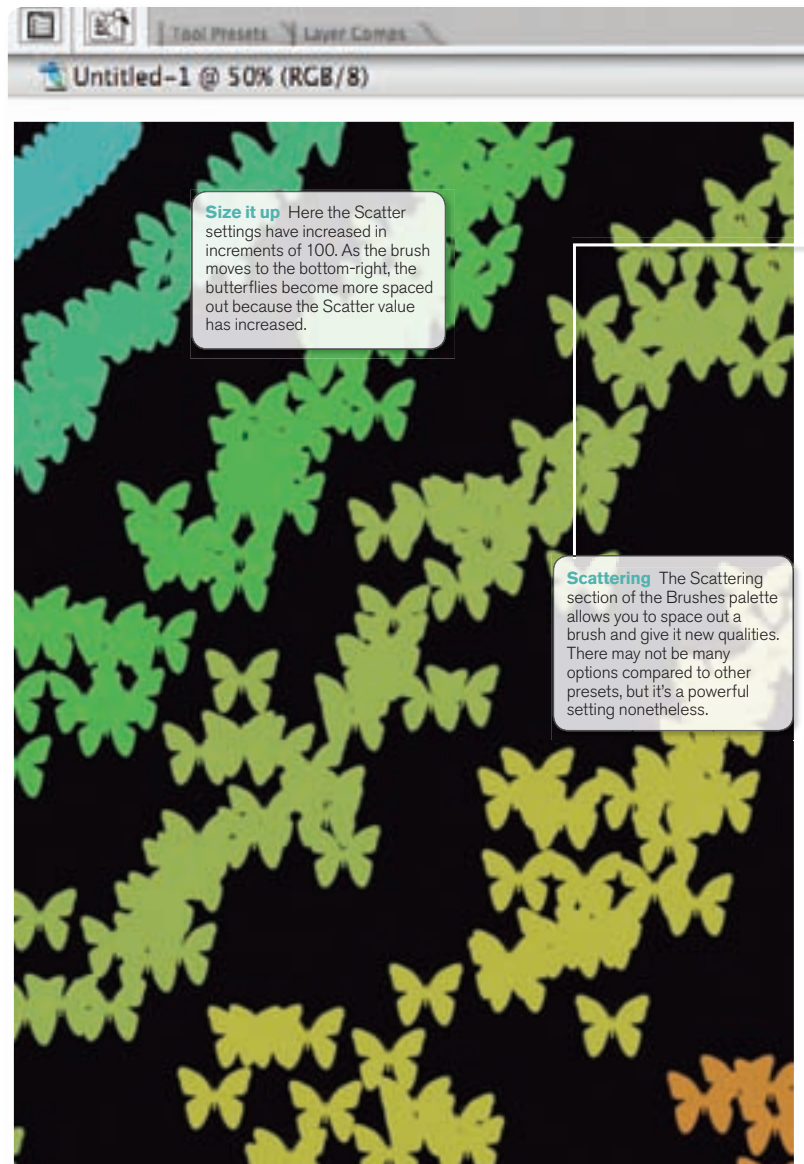 Tool Presets Layer Comps
Untitled-1 @ 50% (RGB/8)
Size it up Here the Scatter
settings have increased in
increments of 100. As the brush
moves to the bottom-right, the
butterflies become more spaced
out because the Scatter value
has increased.
Scattering The Scattering
section of the Brushes palette
allows you to space out a
brush and give it new qualities.
There may not be many
options compared to other
presets, but it's a powerful
setting nonetheless.